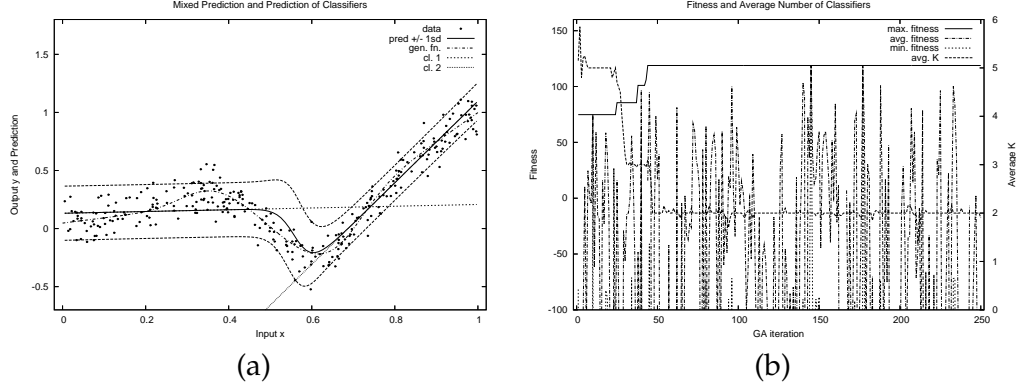 Mixed Prediction and Prediction of Classifiers
data
pred +/- 1sd
gen. fn.
cl. 1
cl. 2
1.5
1
0.5
0
-0.5
Output y and Prediction
0 0.2 0.4 0.6 0.8 1
Input x
(a)
Fitness and Average Number of Classifiers
max. fitness
avg. fitness
min. fitness
avg. K
150
100
50
0
-50
-100
Fitness
6
5
4
3
2
1
0
Average K
0 50 100 150 200 250
GA iteration
(b)